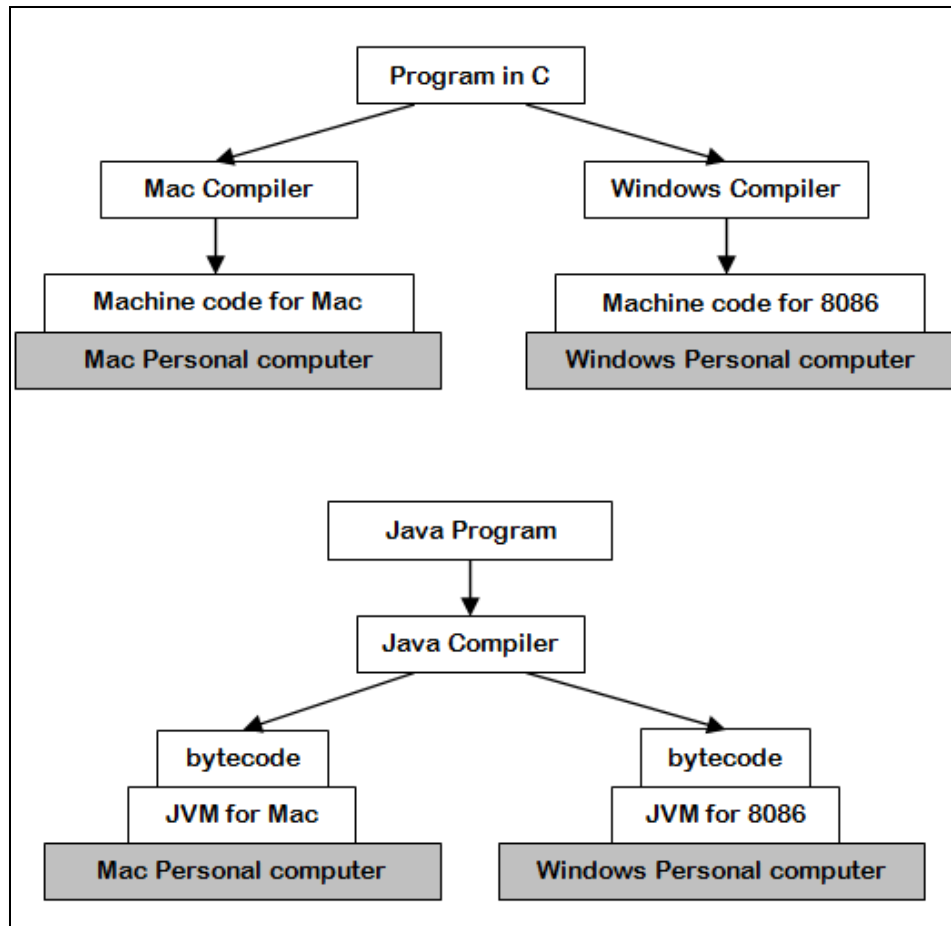 Program in C
Mac Compiler
Windows Compiler
Machine code for Mac
Machine code for 8086
Mac Personal computer
Windows Personal computer
Java Program
Java Compiler
bytecode
bytecode
JVM for Mac
JVM for 8086
Mac Personal computer
Windows Personal computer